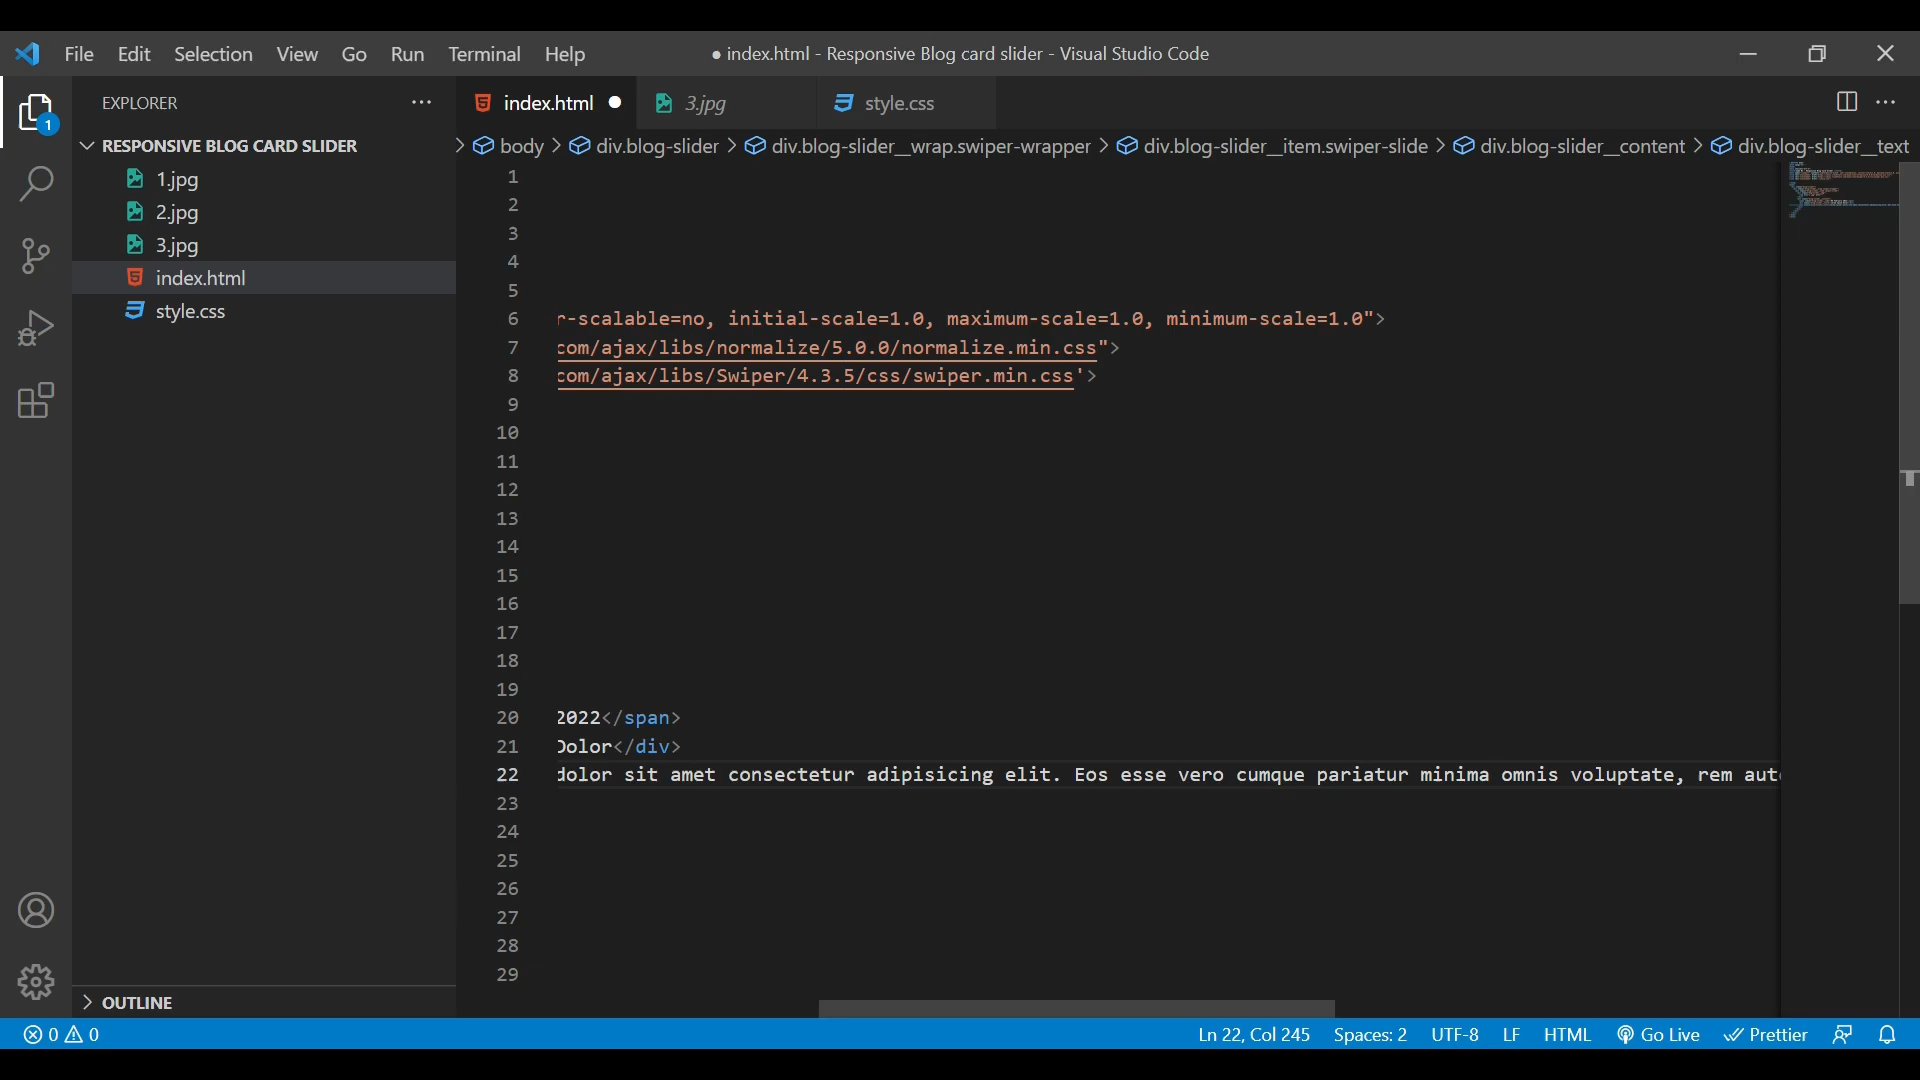 File Edit Selection View Go Run Terminal Help ● index.html - Responsive Blog card slider - Visual Studio Code
EXPLORER ··· index.html 3.jpg style.css ···
1
RESPONSIVE BLOG CARD SLIDER
1.jpg
2.jpg
3.jpg
index.html
style.css
> body > div.blog-slider > div.blog-slider__wrap.swiper-wrapper > div.blog-slider__item.swiper-slide > div.blog-slider__content > div.blog-slider__text
1
2
3
4
5
6 r-scalable=no, initial-scale=1.0, maximum-scale=1.0, minimum-scale=1.0">
7 com/ajax/libs/normalize/5.0.0/normalize.min.css">
8 com/ajax/libs/Swiper/4.3.5/css/swiper.min.css'>
9
10
11
12
13
14
15
16
17
18
19
20 2022</span>
21 Dolor</div>
22 dolor sit amet consectetur adipisicing elit. Eos esse vero cumque pariatur minima omnis voluptate, rem aut
23
24
25
26
27
28
29
OUTLINE
0 0 Ln 22, Col 245 Spaces: 2 UTF-8 LF HTML Go Live Prettier